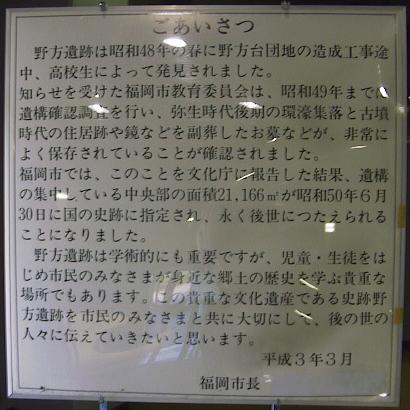 ごあいさつ
野方遺跡は昭和48年の春に野方台団地の造成工事途
中、高校生によって発見されました。
知らせを受けた福岡市教育委員会は、昭和49年までに
遺構確認調査を行い、弥生時代後期の環濠集落と古墳
時代の住居跡や鏡などを副葬したお墓などが、非常に
よく保存されていることが確認されました。
福岡市では、このことを文化庁に報告した結果、遺構
の集中している中央部の面積21,166㎡が昭和50年6月
30日に国の史跡に指定され、永く後世につたえられる
ことになりました。
野方遺跡は学術的にも重要ですが、児童・生徒をは
じめ市民のみなさまが身近な郷土の歴史を学ぶ貴重な
場所でもあります。この貴重な文化遺産である史跡野
方遺跡を市民のみなさまと共に大切にして、後の世の
人々に伝えていきたいと思います。
平成3年3月
福岡市長